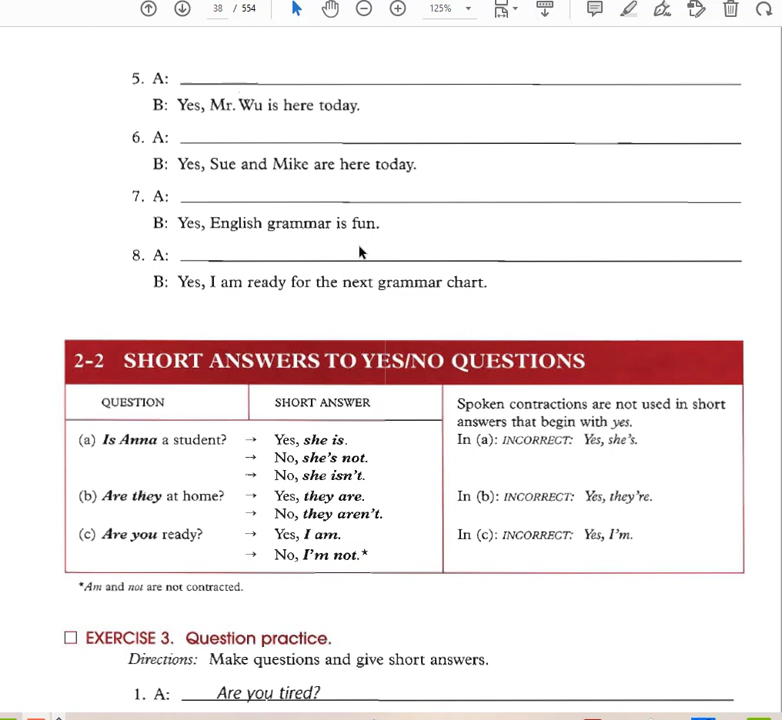 38 / 554 125%
5. A:
B: Yes, Mr. Wu is here today.
6. A:
B: Yes, Sue and Mike are here today.
7. A:
B: Yes, English grammar is fun.
8. A:
B: Yes, I am ready for the next grammar chart.
2-2 SHORT ANSWERS TO YES/NO QUESTIONS
QUESTION SHORT ANSWER
Spoken contractions are not used in short
answers that begin with yes.
(a) Is Anna a student? → Yes, she is. In (a): INCORRECT: Yes, she's.
→ No, she's not.
→ No, she isn't.
(b) Are they at home? → Yes, they are. In (b): INCORRECT: Yes, they're.
→ No, they aren't.
(c) Are you ready? → Yes, I am. In (c): INCORRECT: Yes, I'm.
→ No, I'm not.*
*Am and not are not contracted.
EXERCISE 3. Question practice.
Directions: Make questions and give short answers.
1. A: Are you tired?